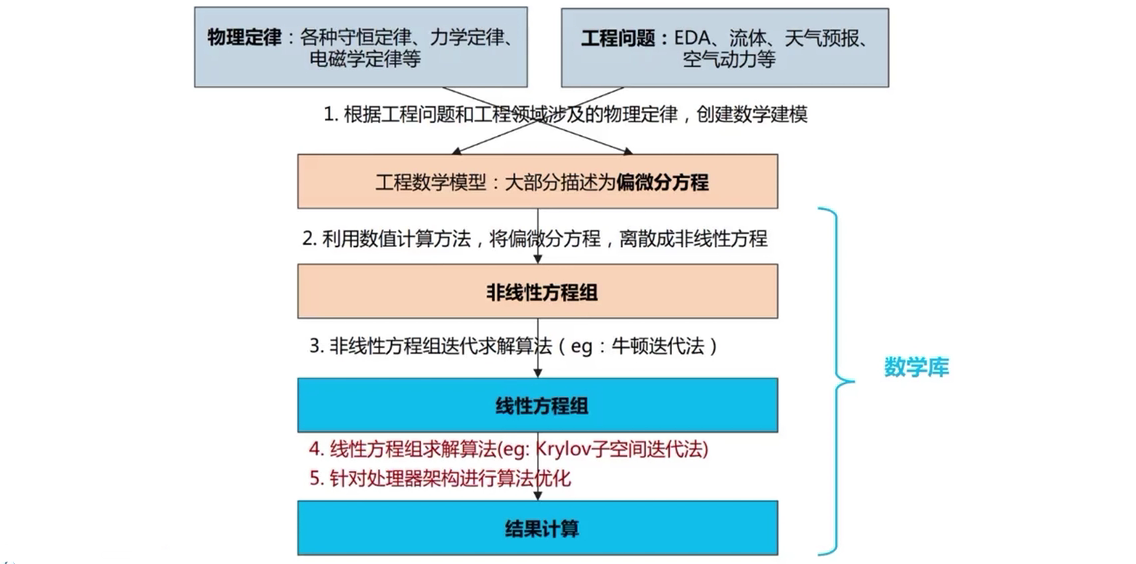 物理定律：各种守恒定律、力学定律、
电磁学定律等
工程问题：EDA、流体、天气预报、
空气动力等
1. 根据工程问题和工程领域涉及的物理定律，创建数学建模
工程数学模型：大部分描述为偏微分方程
2. 利用数值计算方法，将偏微分方程，离散成非线性方程
非线性方程组
3. 非线性方程组迭代求解算法（eg：牛顿迭代法）
数学库
线性方程组
4. 线性方程组求解算法(eg: Krylov子空间迭代法)
5. 针对处理器架构进行算法优化
结果计算